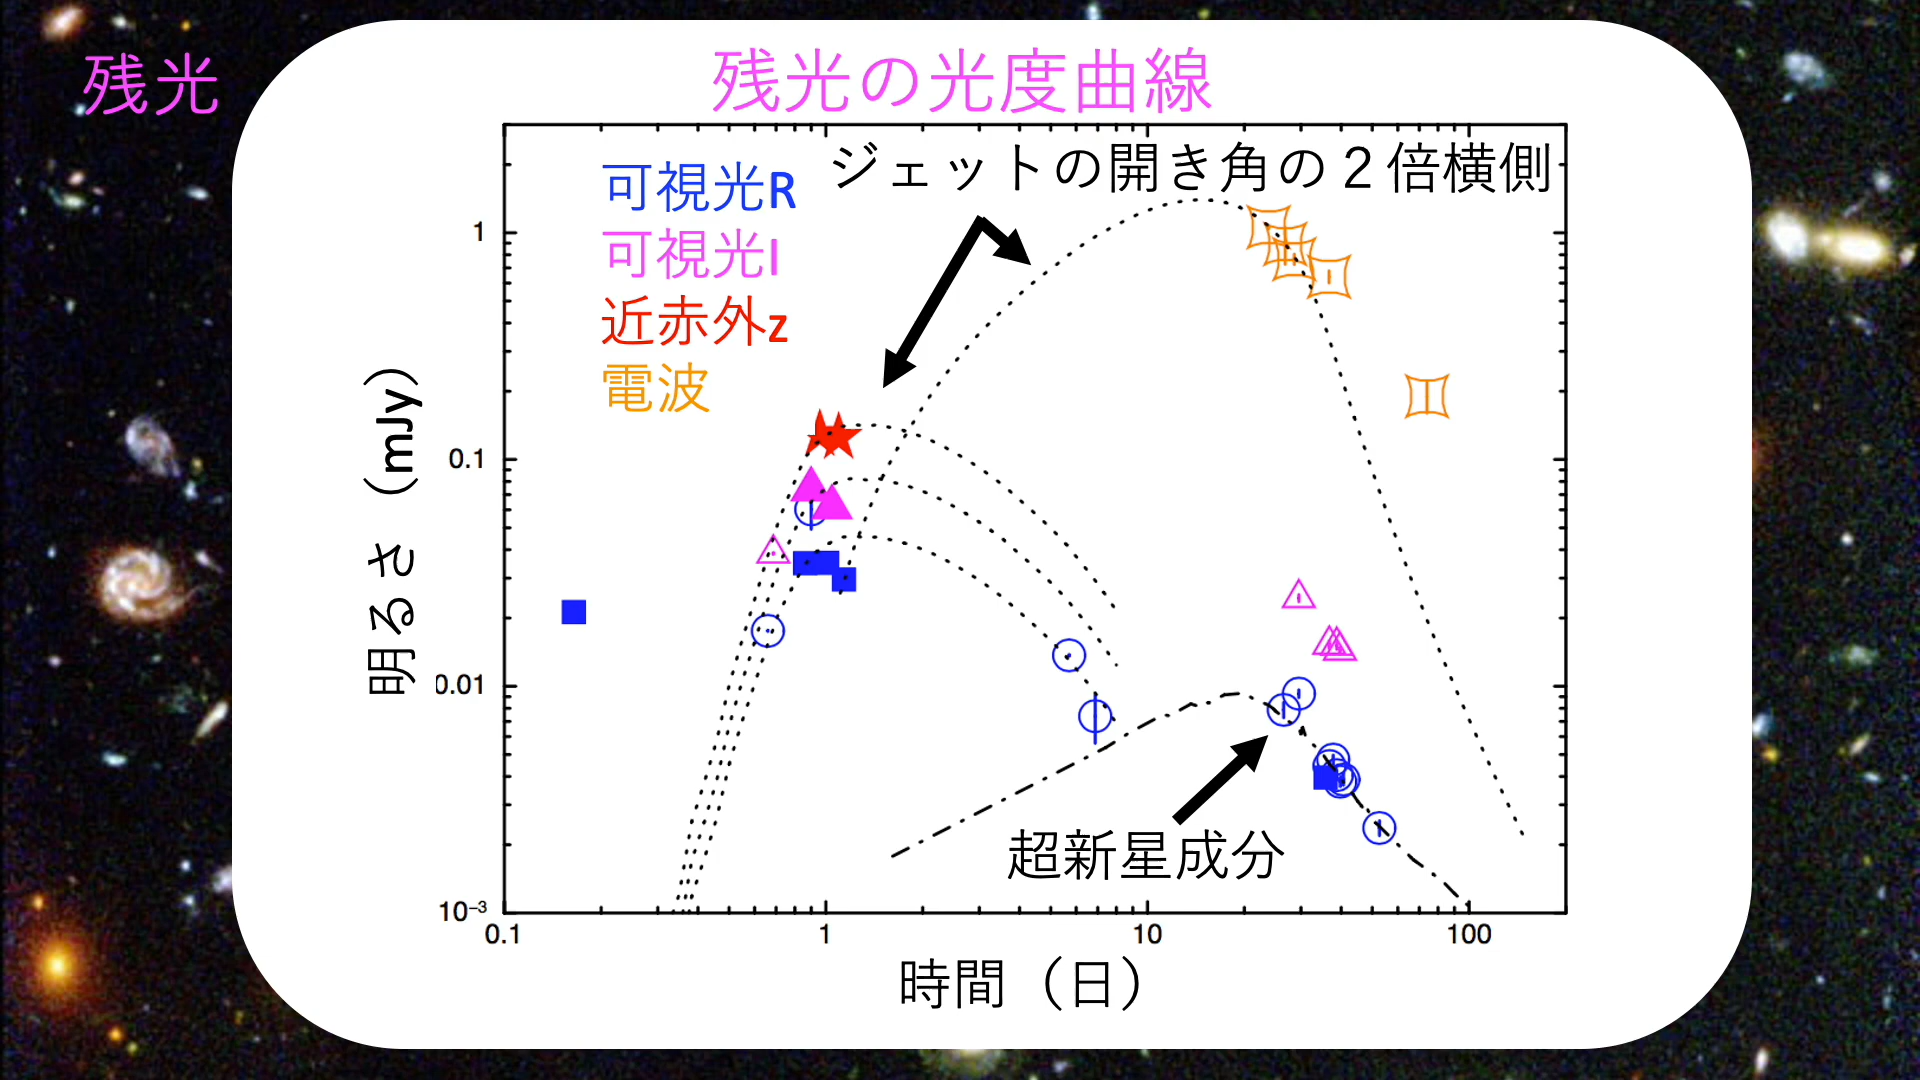 残光
残光の光度曲線
ジェットの開き角の２倍横側
可視光R
可視光I
近赤外z
電波
明るさ（mJy）
1
0.1
0.01
10⁻³
超新星成分
0.1
1
10
100
時間（日）